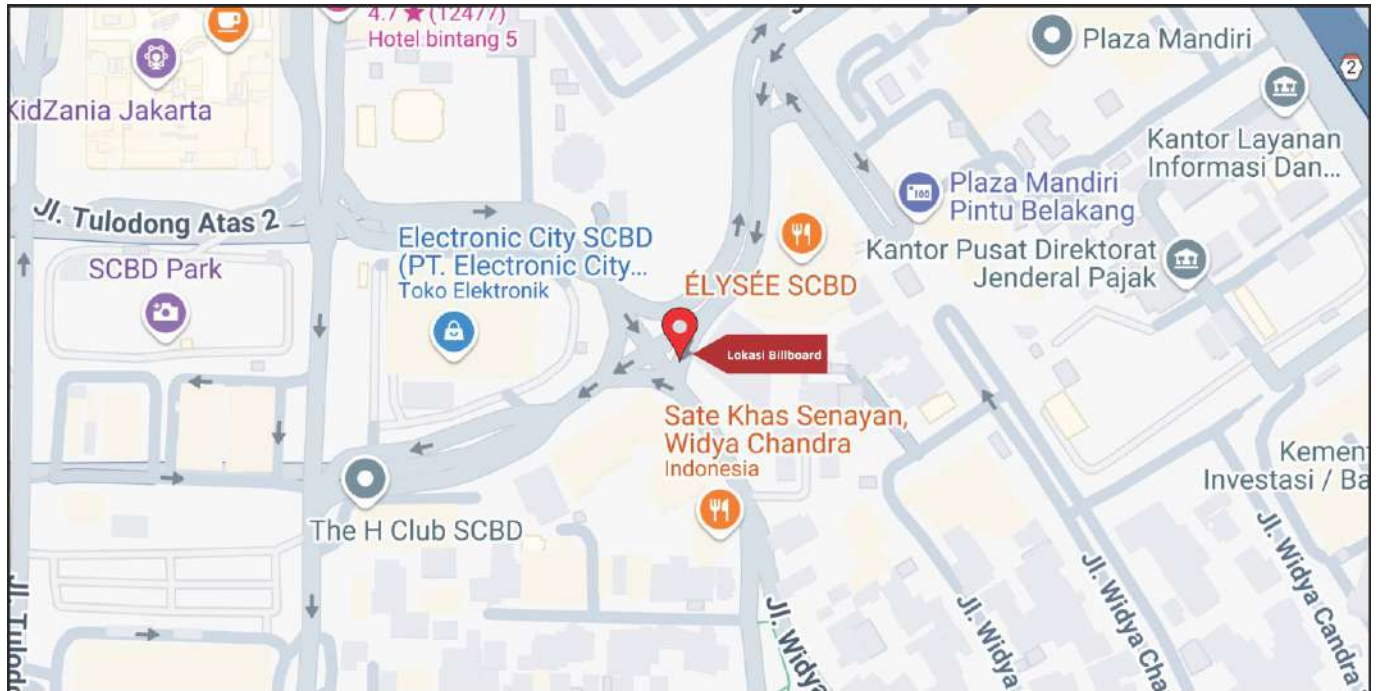 4.7 ★ (12477)
Hotel bintang 5
Plaza Mandiri
2
KidZania Jakarta
Kantor Layanan
Informasi Dan...
Jl. Tulodong Atas 2
100
Plaza Mandiri
Pintu Belakang
Electronic City SCBD
(PT. Electronic City...
Toko Elektronik
Kantor Pusat Direktorat
Jenderal Pajak
SCBD Park
ÉLYSÉE SCBD
Lokasi Billboard
Sate Khas Senayan,
Widya Chandra
Indonesia
Kemen
Investasi / Ba
The H Club SCBD
Jl. Tulodo
Jl. Widya
Jl. Widya
Jl. Widya Cha
Jl. Widya Candra